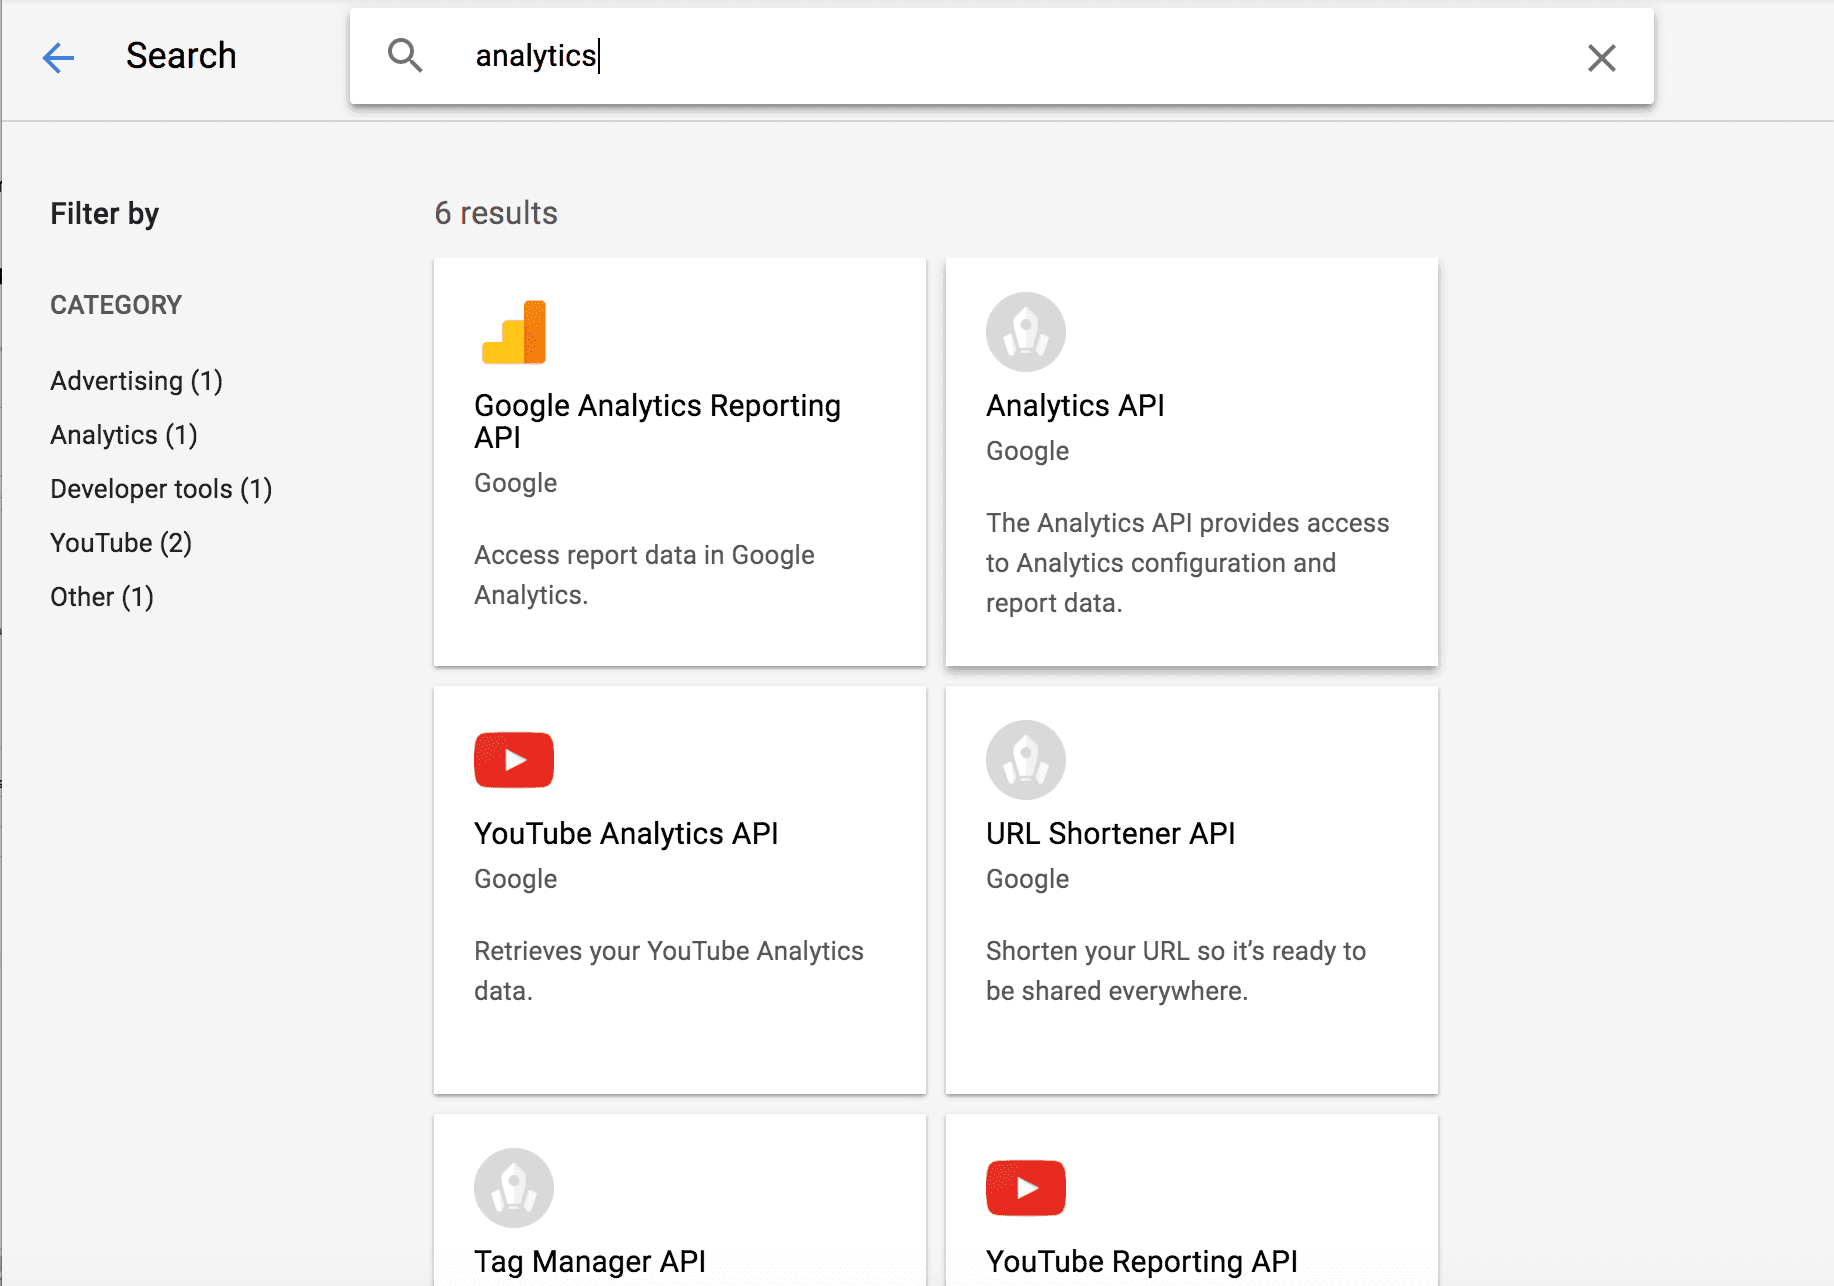 Search
analytics
Filter by
CATEGORY
Advertising (1)
Analytics (1)
Developer tools (1)
YouTube (2)
Other (1)
6 results
Google Analytics Reporting
API
Google
Access report data in Google
Analytics.
Analytics API
Google
The Analytics API provides access
to Analytics configuration and
report data.
YouTube Analytics API
Google
Retrieves your YouTube Analytics
data.
URL Shortener API
Google
Shorten your URL so it’s ready to
be shared everywhere.
Tag Manager API
YouTube Reporting API